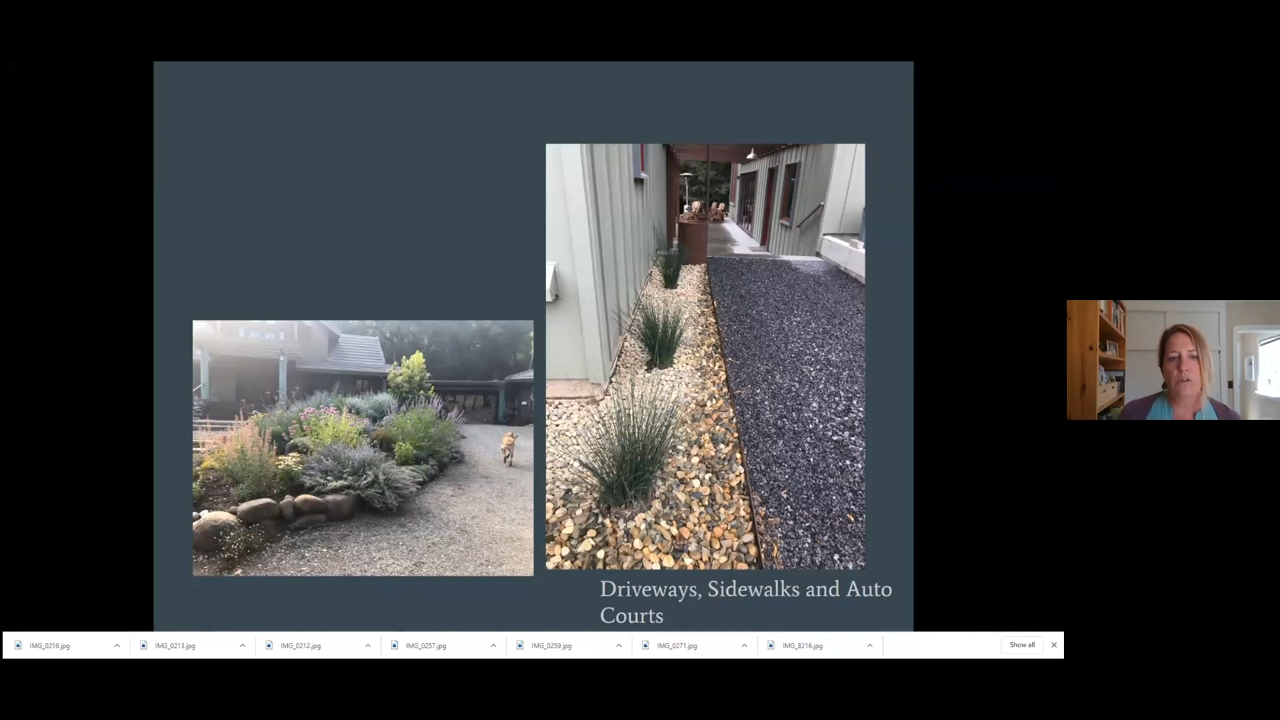 Driveways, Sidewalks and Auto
Courts
IMG_0216.jpg
IMG_0213.jpg
IMG_0212.jpg
IMG_0257.jpg
IMG_0259.jpg
IMG_0271.jpg
IMG_8216.jpg
Show all